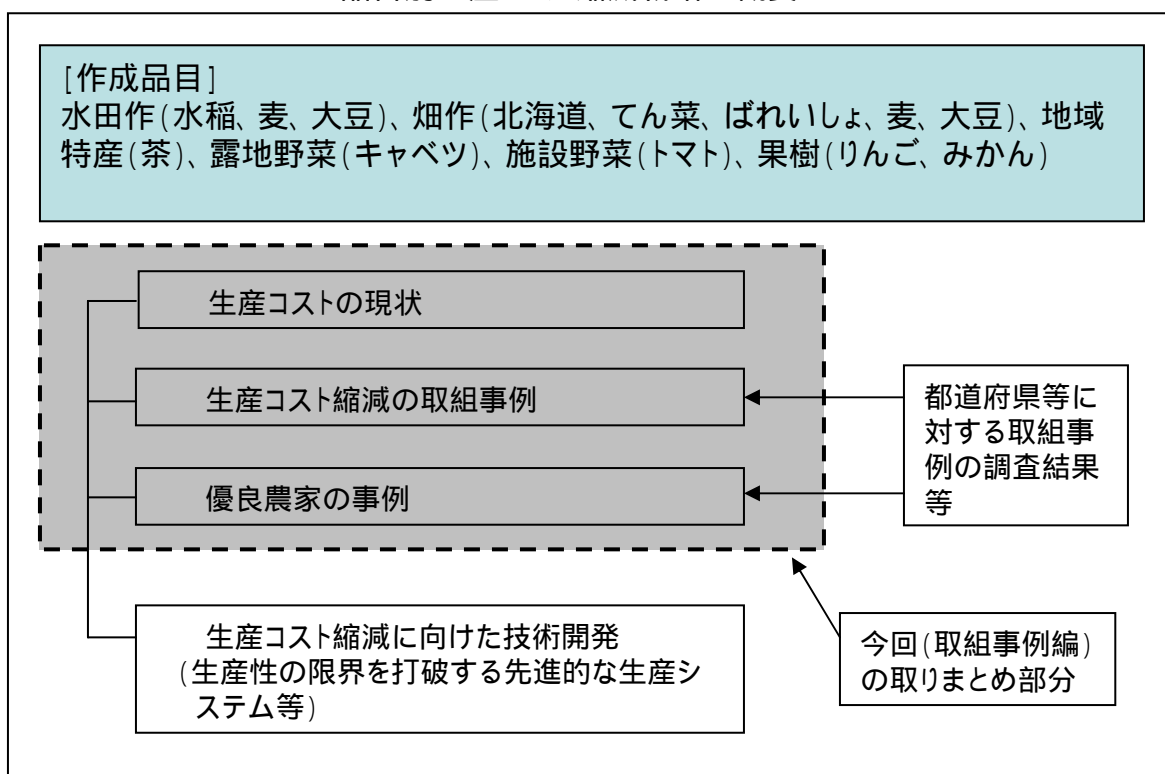 [作成品目]
水田作(水稲、麦、大豆)、畑作(北海道、てん菜、ばれいしょ、麦、大豆)、地域
特産(茶)、露地野菜(キャベツ)、施設野菜(トマト)、果樹(りんご、みかん)
生産コストの現状
生産コスト縮減の取組事例
優良農家の事例
都道府県等に
対する取組事
例の調査結果
等
生産コスト縮減に向けた技術開発
(生産性の限界を打破する先進的な生産シ
ステム等)
今回(取組事例編)
の取りまとめ部分